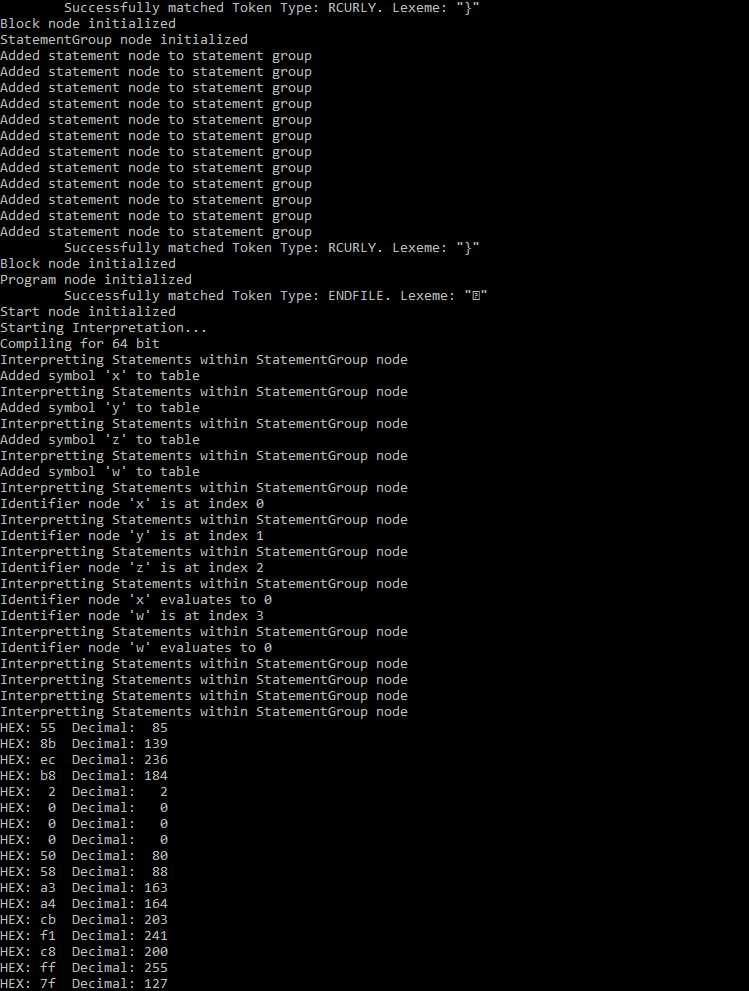 Successfully matched Token Type: RCURLY. Lexeme: "}"
Block node initialized
StatementGroup node initialized
Added statement node to statement group
Added statement node to statement group
Added statement node to statement group
Added statement node to statement group
Added statement node to statement group
Added statement node to statement group
Added statement node to statement group
Added statement node to statement group
Added statement node to statement group
Added statement node to statement group
Added statement node to statement group
Added statement node to statement group
Successfully matched Token Type: RCURLY. Lexeme: "}"
Block node initialized
Program node initialized
Successfully matched Token Type: ENDFILE. Lexeme: "⍰"
Start node initialized
Starting Interpretation...
Compiling for 64 bit
Interpretting Statements within StatementGroup node
Added symbol 'x' to table
Interpretting Statements within StatementGroup node
Added symbol 'y' to table
Interpretting Statements within StatementGroup node
Added symbol 'z' to table
Interpretting Statements within StatementGroup node
Added symbol 'w' to table
Interpretting Statements within StatementGroup node
Identifier node 'x' is at index 0
Interpretting Statements within StatementGroup node
Identifier node 'y' is at index 1
Interpretting Statements within StatementGroup node
Identifier node 'z' is at index 2
Interpretting Statements within StatementGroup node
Identifier node 'x' evaluates to 0
Identifier node 'w' is at index 3
Interpretting Statements within StatementGroup node
Identifier node 'w' evaluates to 0
Interpretting Statements within StatementGroup node
Interpretting Statements within StatementGroup node
Interpretting Statements within StatementGroup node
Interpretting Statements within StatementGroup node
HEX: 55  Decimal:  85
HEX: 8b  Decimal: 139
HEX: ec  Decimal: 236
HEX: b8  Decimal: 184
HEX:  2  Decimal:   2
HEX:  0  Decimal:   0
HEX:  0  Decimal:   0
HEX:  0  Decimal:   0
HEX: 50  Decimal:  80
HEX: 58  Decimal:  88
HEX: a3  Decimal: 163
HEX: a4  Decimal: 164
HEX: cb  Decimal: 203
HEX: f1  Decimal: 241
HEX: c8  Decimal: 200
HEX: ff  Decimal: 255
HEX: 7f  Decimal: 127